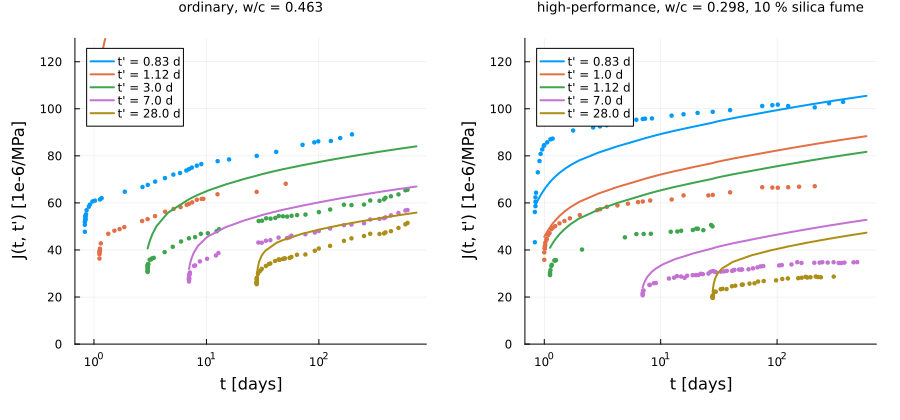 ordinary, w/c = 0.463
J(t, t') [1e-6/MPa]
120
100
80
60
40
20
0
t' = 0.83 d
t' = 1.12 d
t' = 3.0 d
t' = 7.0 d
t' = 28.0 d
10⁰
10¹
10²
t [days]
high-performance, w/c = 0.298, 10 % silica fume
J(t, t') [1e-6/MPa]
120
100
80
60
40
20
0
t' = 0.83 d
t' = 1.0 d
t' = 1.12 d
t' = 7.0 d
t' = 28.0 d
10⁰
10¹
10²
t [days]